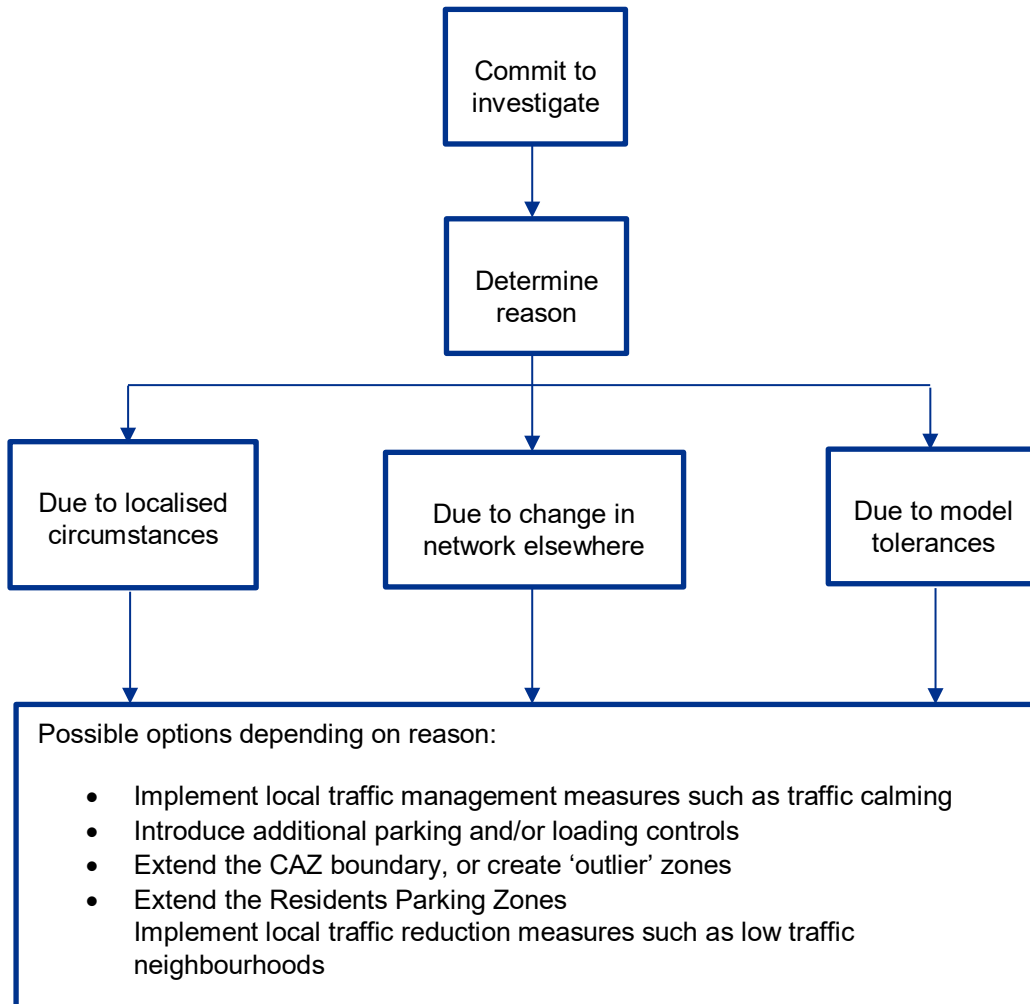 Commit to
investigate
Determine
reason
Due to localised
circumstances
Due to change in
network elsewhere
Due to model
tolerances
Possible options depending on reason:
• Implement local traffic management measures such as traffic calming
• Introduce additional parking and/or loading controls
• Extend the CAZ boundary, or create ‘outlier’ zones
• Extend the Residents Parking Zones
Implement local traffic reduction measures such as low traffic
neighbourhoods